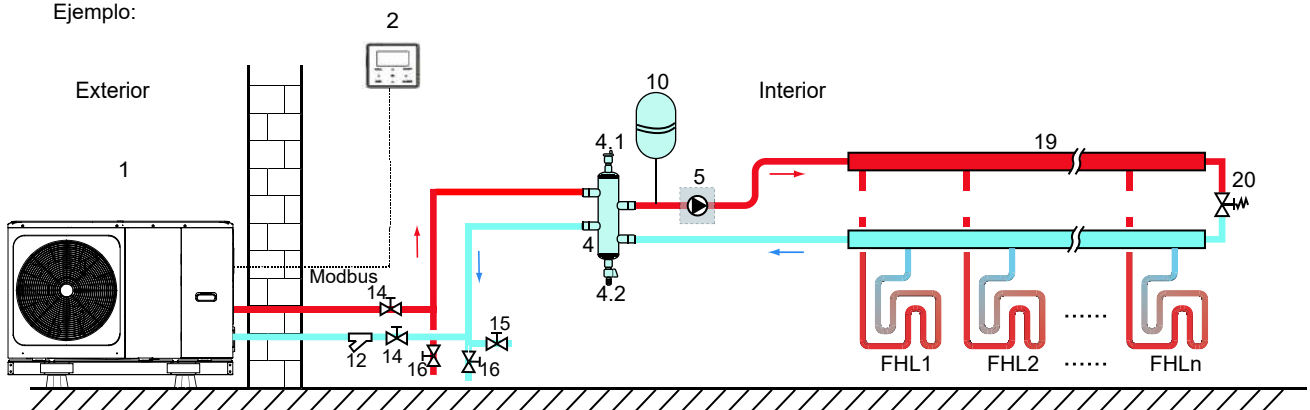 Ejemplo:
2
Exterior
10
Interior
4.1
19
1
5
20
4
Modbus
4.2
14
15
12
14
16
16
FHL1
FHL2
......
FHLn
......